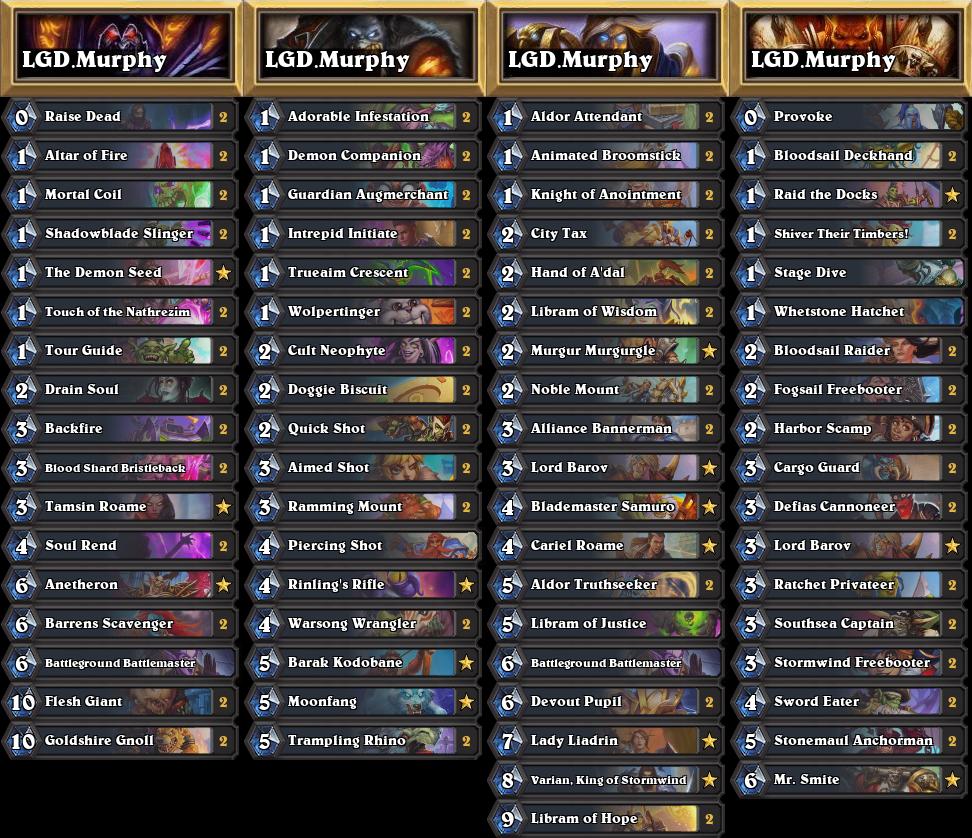 LGD.Murphy
0 Raise Dead 2
1 Altar of Fire 2
1 Mortal Coil 2
1 Shadowblade Slinger 2
1 The Demon Seed
1 Touch of the Nathrezim 2
1 Tour Guide 2
2 Drain Soul 2
3 Backfire 2
3 Blood Shard Bristleback 2
3 Tamsin Roame
4 Soul Rend 2
6 Anetheron
6 Barrens Scavenger 2
6 Battleground Battlemaster
10 Flesh Giant 2
10 Goldshire Gnoll 2
LGD.Murphy
1 Adorable Infestation 2
1 Demon Companion 2
1 Guardian Augmerchant 2
1 Intrepid Initiate 2
1 Trueaim Crescent 2
1 Wolpertinger 2
2 Cult Neophyte 2
2 Doggie Biscuit 2
2 Quick Shot 2
3 Aimed Shot 2
3 Ramming Mount 2
4 Piercing Shot
4 Rinling's Rifle
4 Warsong Wrangler 2
5 Barak Kodobane
5 Moonfang
5 Trampling Rhino 2
LGD.Murphy
1 Aldor Attendant 2
1 Animated Broomstick 2
1 Knight of Anointment 2
2 City Tax 2
2 Hand of A'dal 2
2 Libram of Wisdom 2
2 Murgur Murgurgle
2 Noble Mount 2
3 Alliance Bannerman 2
3 Lord Barov
4 Blademaster Samuro
4 Cariel Roame
5 Aldor Truthseeker 2
5 Libram of Justice
6 Battleground Battlemaster
6 Devout Pupil 2
7 Lady Liadrin
8 Varian, King of Stormwind
9 Libram of Hope 2
LGD.Murphy
0 Provoke
1 Bloodsail Deckhand 2
1 Raid the Docks
1 Shiver Their Timbers! 2
1 Stage Dive
1 Whetstone Hatchet
2 Bloodsail Raider 2
2 Fogsail Freebooter 2
2 Harbor Scamp 2
3 Cargo Guard 2
3 Defias Cannoneer 2
3 Lord Barov
3 Ratchet Privateer 2
3 Southsea Captain 2
3 Stormwind Freebooter 2
4 Sword Eater 2
5 Stonemaul Anchorman 2
6 Mr. Smite